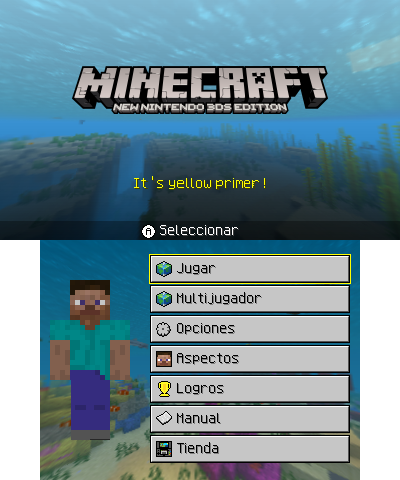 MINECRAFT
NEW NINTENDO 3DS EDITION
It's yellow primer!
A Seleccionar
Jugar
Multijugador
Opciones
Aspectos
Logros
Manual
Tienda